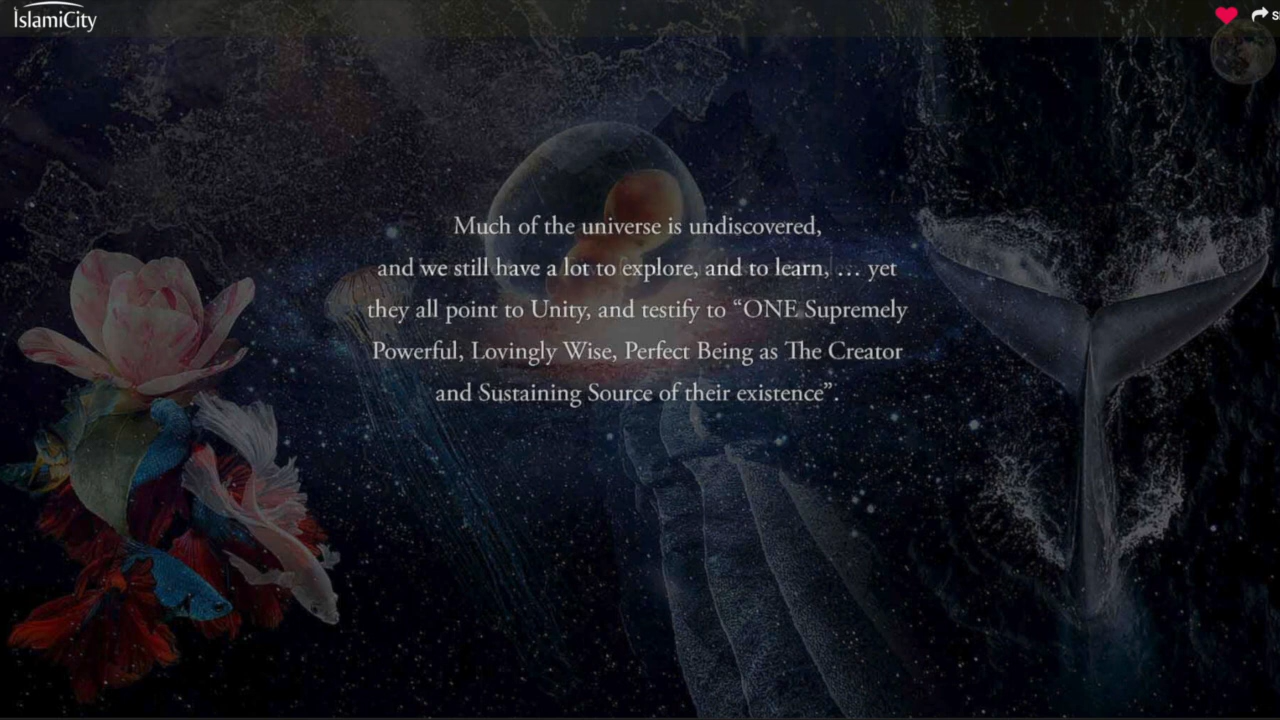 IslamiCity
S
Much of the universe is undiscovered,
and we still have a lot to explore, and to learn, … yet
they all point to Unity, and testify to “ONE Supremely
Powerful, Lovingly Wise, Perfect Being as The Creator
and Sustaining Source of their existence”.